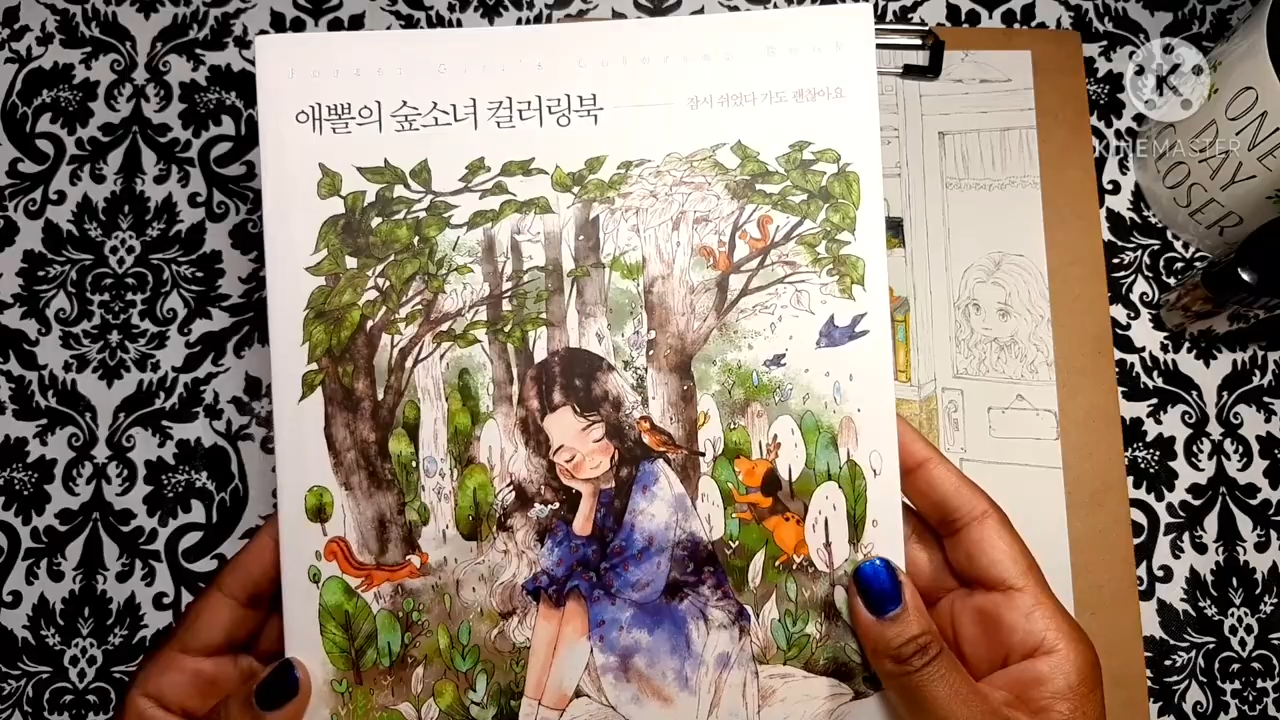 Forest Girl's Coloring Book
애뽈의 숲소녀 컬러링북
잠시 쉬었다 가도 괜찮아요
K
KINEMASTER
ONE
DAY
CLOSER